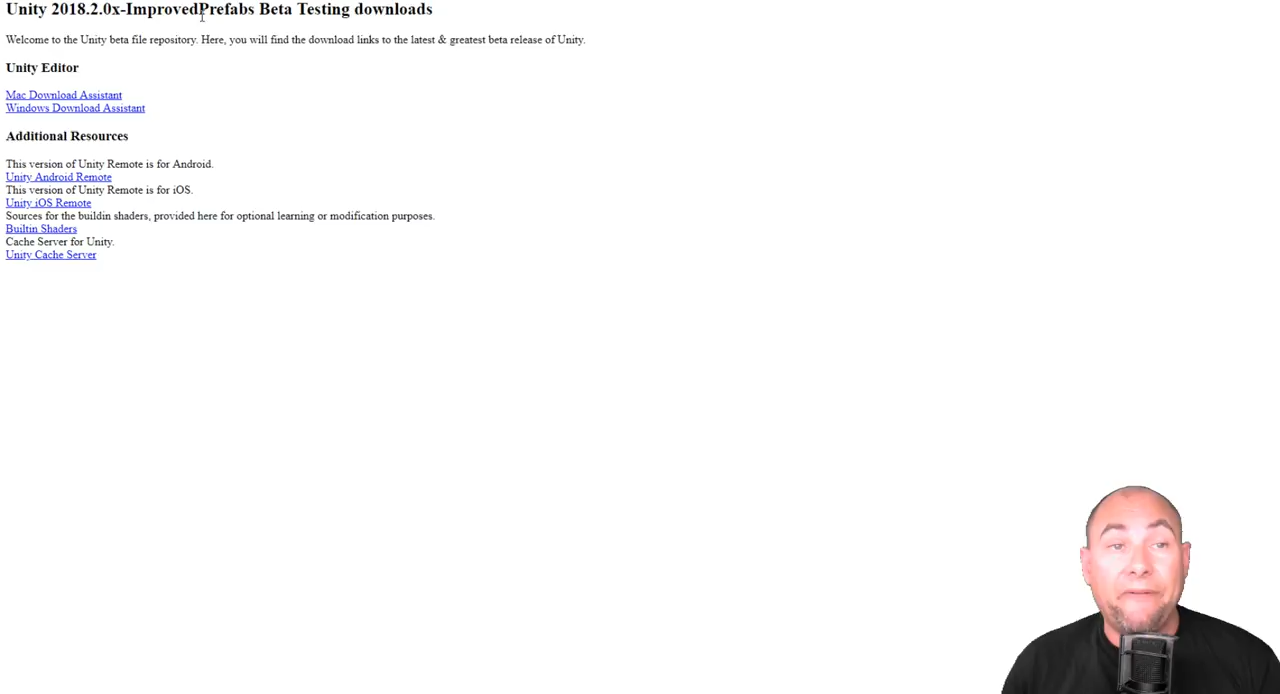 Unity 2018.2.0x-ImprovedPrefabs Beta Testing downloads
Welcome to the Unity beta file repository. Here, you will find the download links to the latest & greatest beta release of Unity.
Unity Editor
Mac Download Assistant
Windows Download Assistant
Additional Resources
This version of Unity Remote is for Android.
Unity Android Remote
This version of Unity Remote is for iOS.
Unity iOS Remote
Sources for the buildin shaders, provided here for optional learning or modification purposes.
Builtin Shaders
Cache Server for Unity.
Unity Cache Server